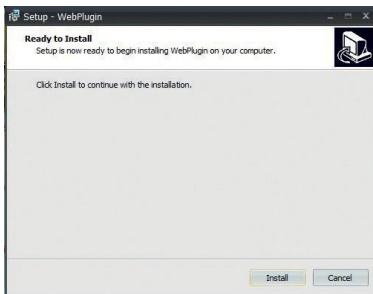 Setup - WebPlugin
Ready to Install
Setup is now ready to begin installing WebPlugin on your computer.
Click Install to continue with the installation.
Install
Cancel